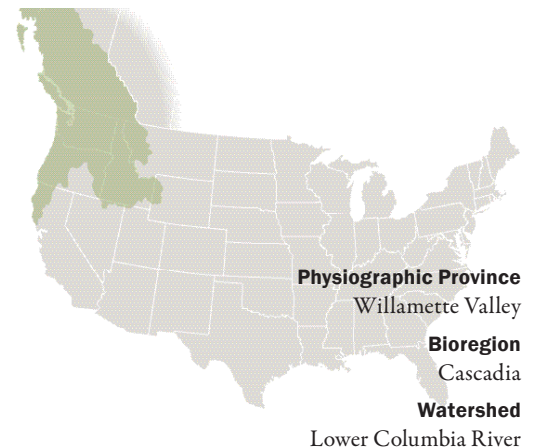 Physiographic Province
Willamette Valley
Bioregion
Cascadia
Watershed
Lower Columbia River